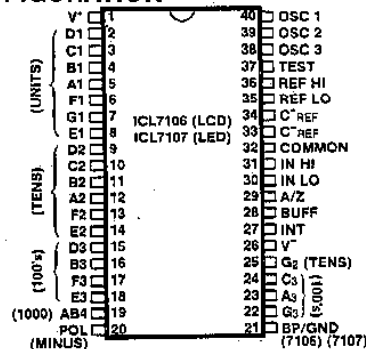 V+ 1 40 OSC 1
D1 2 39 OSC 2
C1 3 38 OSC 3
B1 4 37 TEST
A1 5 36 REF HI
F1 6 35 REF LO
G1 7 34 C-REF
E1 8 33 C-REF
(UNITS)
ICL7106 (LCD)
ICL7107 (LED)
D2 9 32 COMMON
C2 10 31 IN HI
B2 11 30 IN LO
A2 12 29 A/Z
F2 13 28 BUFF
E2 14 27 INT
(TENS)
D3 15 26 V-
B3 16 25 G2 (TENS)
F3 17 24 C3
E3 18 23 A3
(100's)
(1000) AB4 19 22 G3
(100's)
POL 20 21 BP/GND
(MINUS) (7106) (7107)